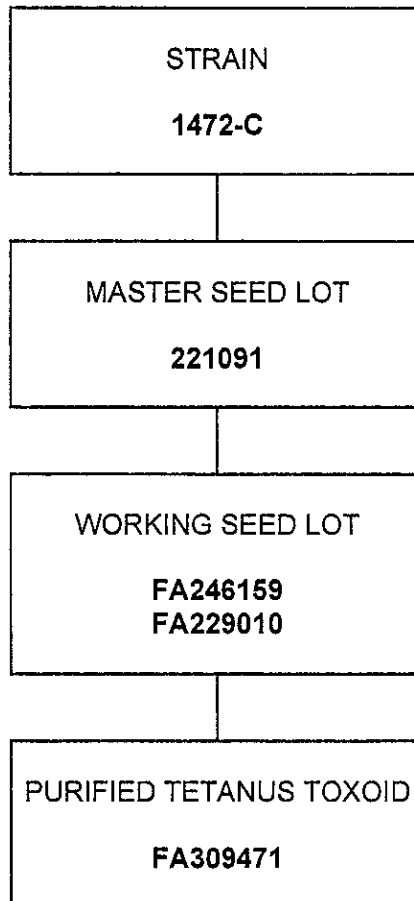 STRAIN
1472-C
MASTER SEED LOT
221091
WORKING SEED LOT
FA246159
FA229010
PURIFIED TETANUS TOXOID
FA309471